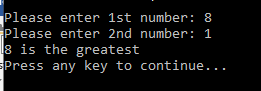 Please enter 1st number: 8
Please enter 2nd number: 1
8 is the greatest
Press any key to continue...